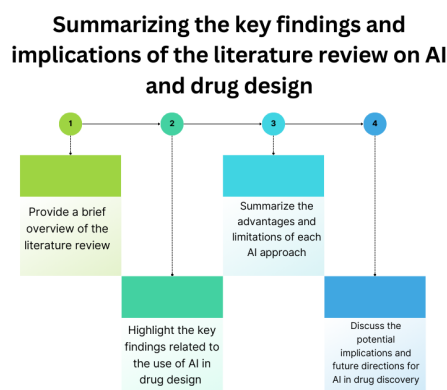 Summarizing the key findings and
implications of the literature review on AI
and drug design
1
2
3
4
Provide a brief
overview of the
literature review
Highlight the key
findings related to
the use of AI in
drug design
Summarize the
advantages and
limitations of each
AI approach
Discuss the
potential
implications and
future directions for
AI in drug discovery